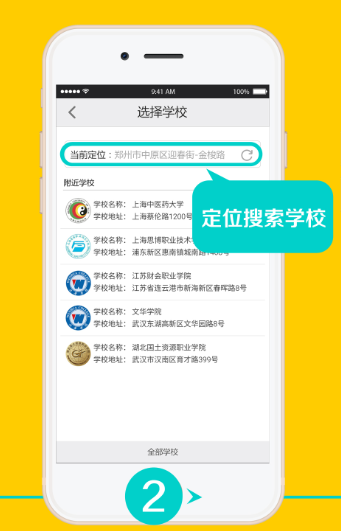 9:41 AM 100%
选择学校
当前定位：郑州市中原区迎春街-金梭路
附近学校
学校名称： 上海中医药大学
学校地址： 上海蔡伦路1200号
定位搜索学校
学校名称： 上海思博职业技术
学校地址： 浦东新区惠南镇城南路1408号
学校名称： 江苏财会职业学院
学校地址： 江苏省连云港市新海新区春晖路8号
学校名称： 文华学院
学校地址： 武汉东湖高新区文华园路8号
学校名称： 湖北国土资源职业学院
学校地址： 武汉市汉南区育才路399号
全部学校
2